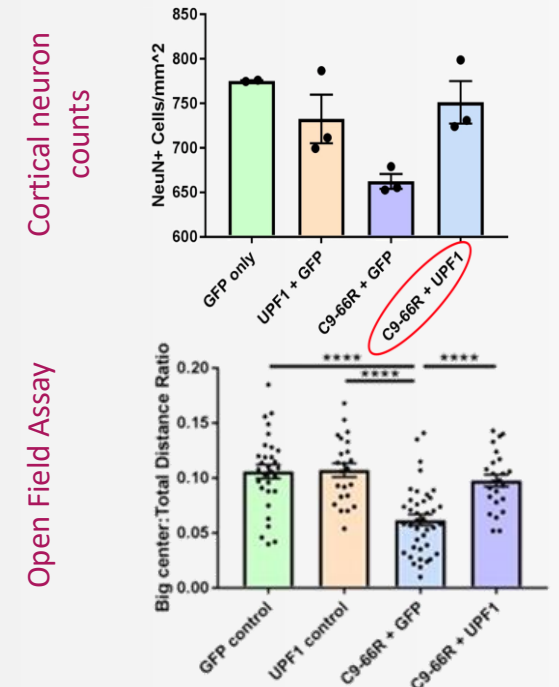 Cortical neuron
counts
NeuN+ Cells/mm^2
850
800
750
700
650
600
GFP only
UPF1 + GFP
C9-66R + GFP
C9-66R + UPF1
Open Field Assay
Big center:Total Distance Ratio
0.20
0.15
0.10
0.05
0.00
****
****
****
GFP control
UPF1 control
C9-66R + GFP
C9-66R + UPF1